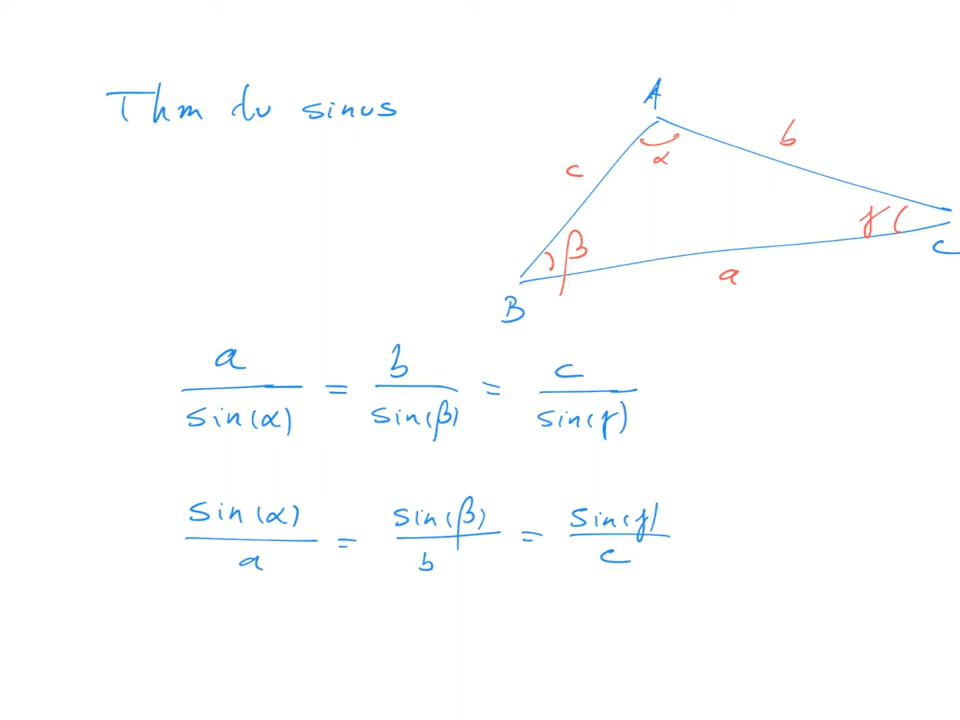 Thm du sinus
A
b
c
α
γ
β
C
a
B
a/sin(α) = b/sin(β) = c/sin(γ)
sin(α)/a = sin(β)/b = sin(γ)/c